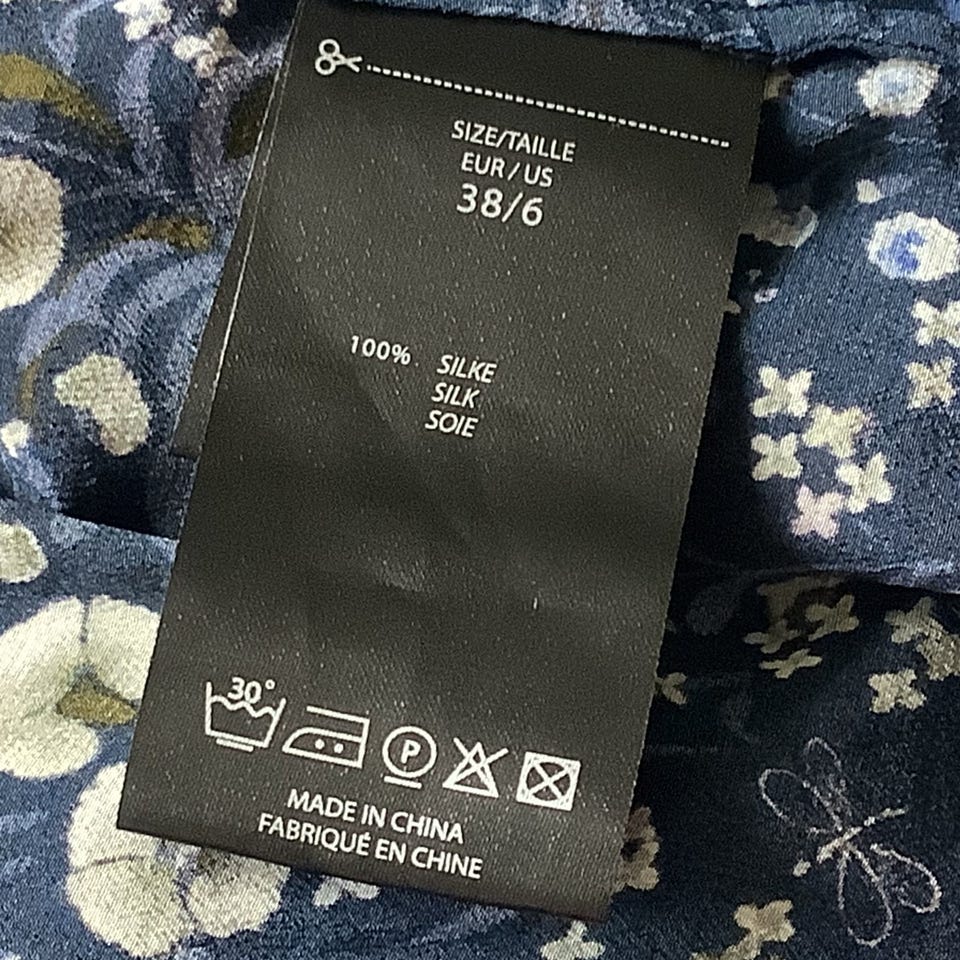 SIZE/TAILLE
EUR / US
38/6
100% SILKE
SILK
SOIE
30°
P
MADE IN CHINA
FABRIQUÉ EN CHINE